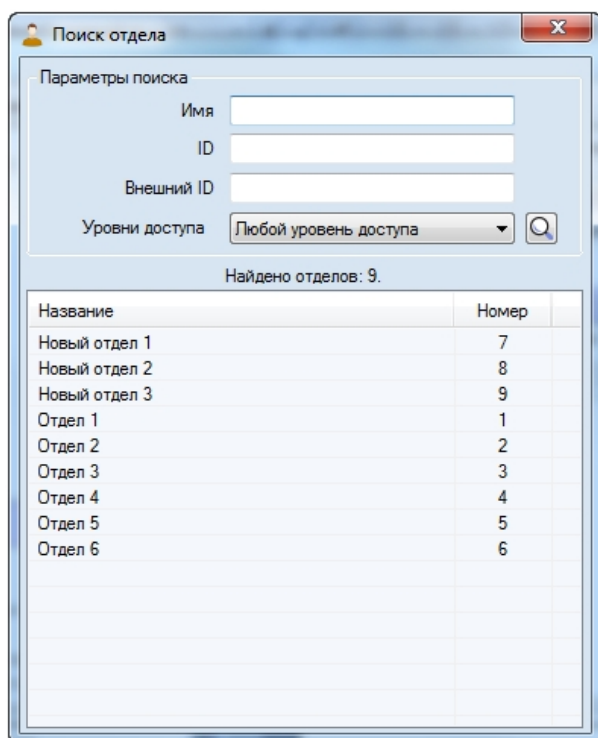 Поиск отдела
Параметры поиска
Имя
ID
Внешний ID
Уровни доступа Любой уровень доступа
Найдено отделов: 9.
Название Номер
Новый отдел 1 7
Новый отдел 2 8
Новый отдел 3 9
Отдел 1 1
Отдел 2 2
Отдел 3 3
Отдел 4 4
Отдел 5 5
Отдел 6 6